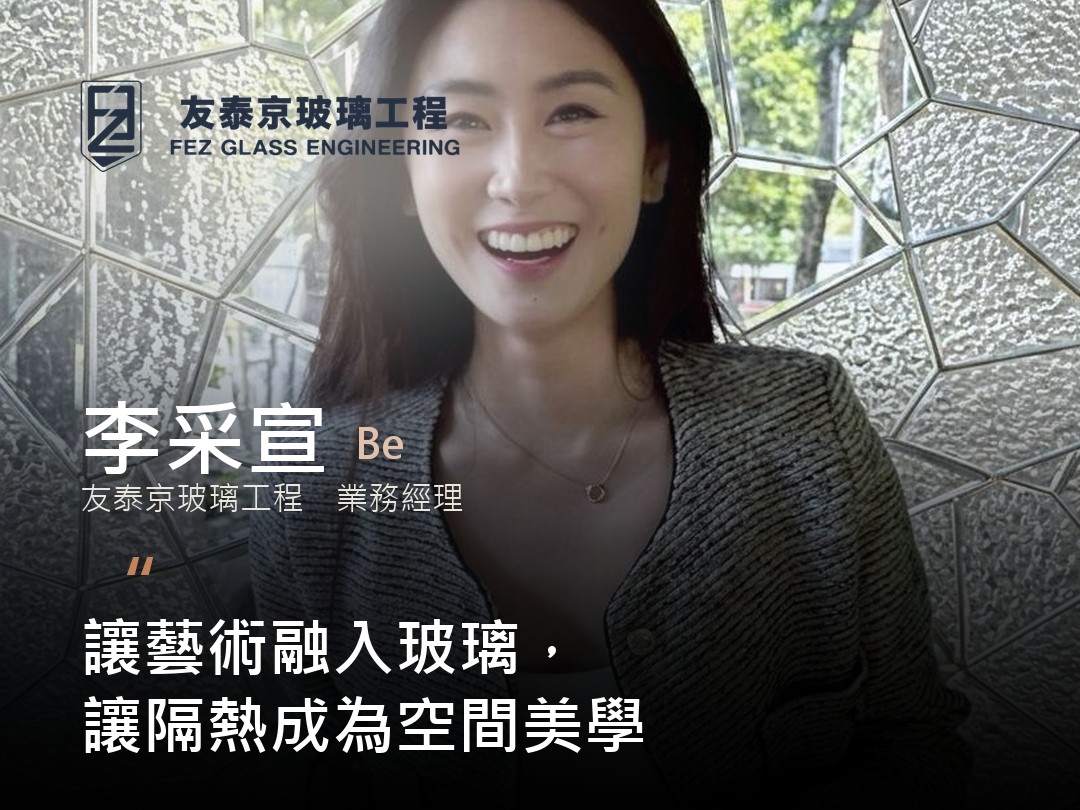 友泰京玻璃工程
FEZ GLASS ENGINEERING
李采宣 Be
友泰京玻璃工程 業務經理
"
讓藝術融入玻璃，
讓隔熱成為空間美學